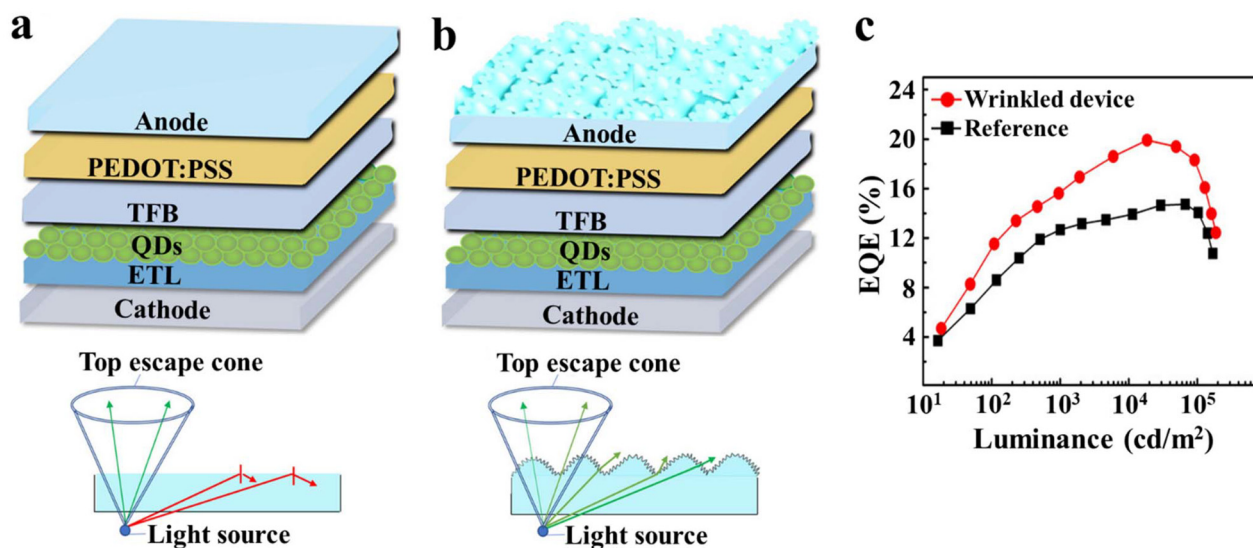 a
Anode
PEDOT:PSS
TFB
QDs
ETL
Cathode
Top escape cone
Light source
b
Anode
PEDOT:PSS
TFB
QDs
ETL
Cathode
Top escape cone
Light source
c
Wrinkled device
Reference
EQE (%)
24
20
16
12
8
4
10¹ 10² 10³ 10⁴ 10⁵
Luminance (cd/m²)